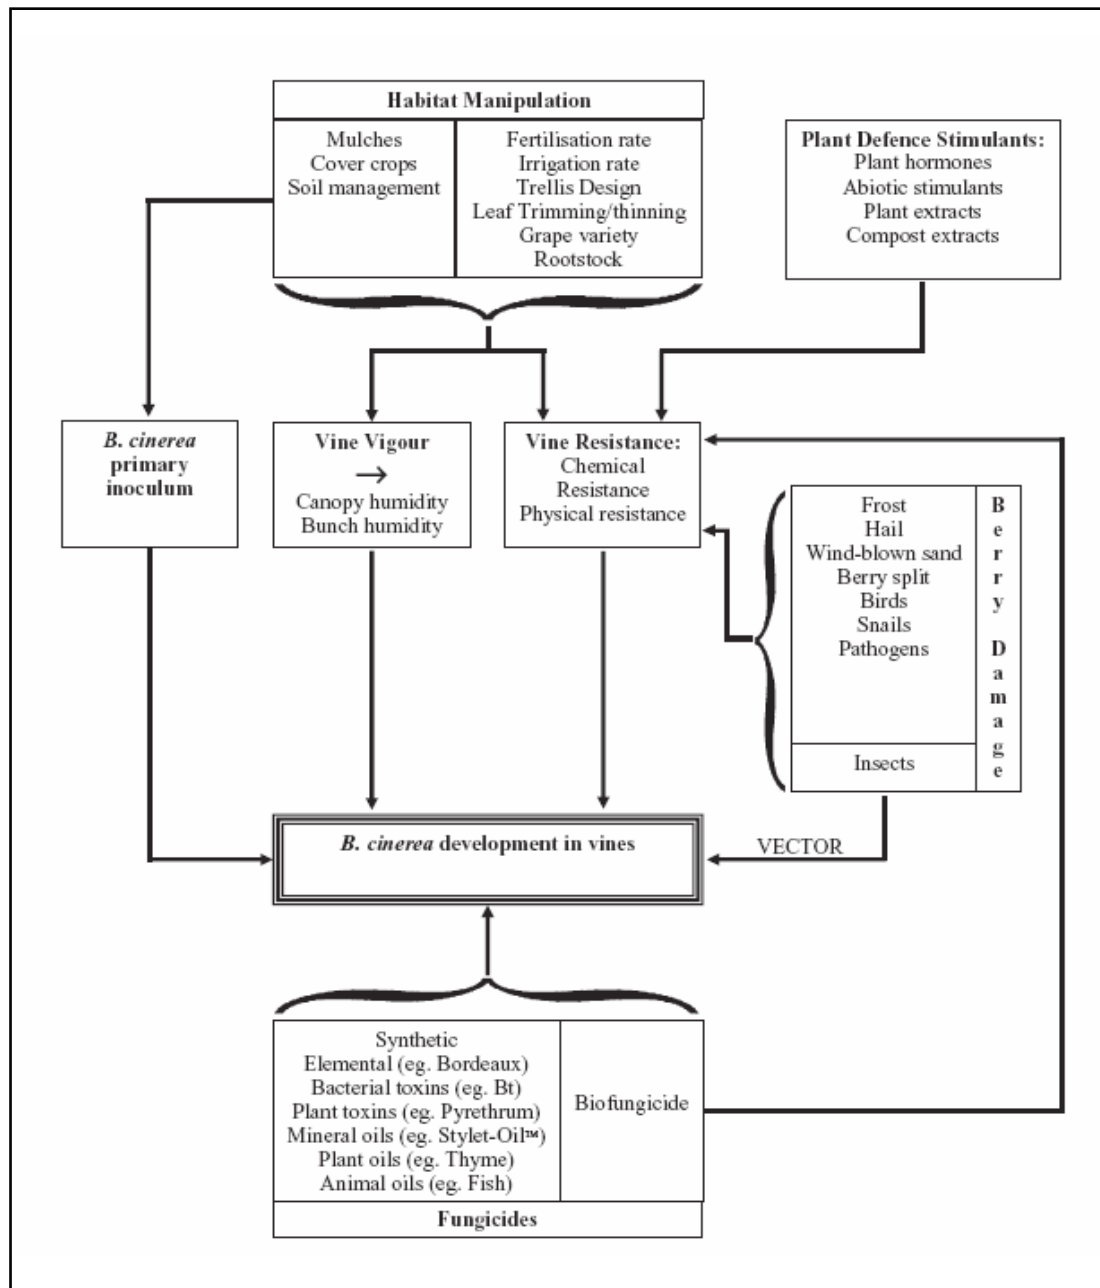 Habitat Manipulation
Mulches
Cover crops
Soil management
Fertilisation rate
Irrigation rate
Trellis Design
Leaf Trimming/thinning
Grape variety
Rootstock
Plant Defence Stimulants:
Plant hormones
Abiotic stimulants
Plant extracts
Compost extracts
B. cinerea
primary
inoculum
Vine Vigour
→
Canopy humidity
Bunch humidity
Vine Resistance:
Chemical
Resistance
Physical resistance
Frost
Hail
Wind-blown sand
Berry split
Birds
Snails
Pathogens
Insects
Berry Damage
B. cinerea development in vines
VECTOR
Synthetic
Elemental (eg. Bordeaux)
Bacterial toxins (eg. Bt)
Plant toxins (eg. Pyrethrum)
Mineral oils (eg. Stylet-Oil™)
Plant oils (eg. Thyme)
Animal oils (eg. Fish)
Biofungicide
Fungicides